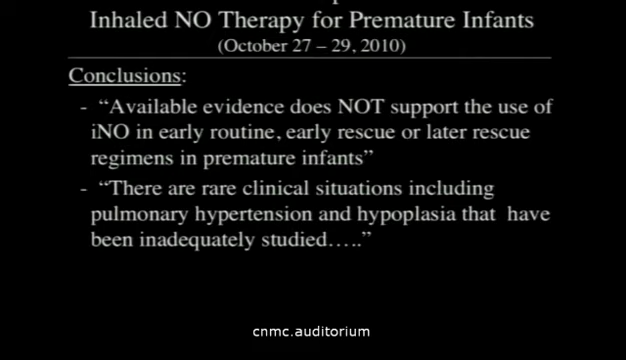 Inhaled NO Therapy for Premature Infants
(October 27 – 29, 2010)
Conclusions:
- “Available evidence does NOT support the use of
iNO in early routine, early rescue or later rescue
regimens in premature infants”
- “There are rare clinical situations including
pulmonary hypertension and hypoplasia that have
been inadequately studied…..”
cnmc.auditorium